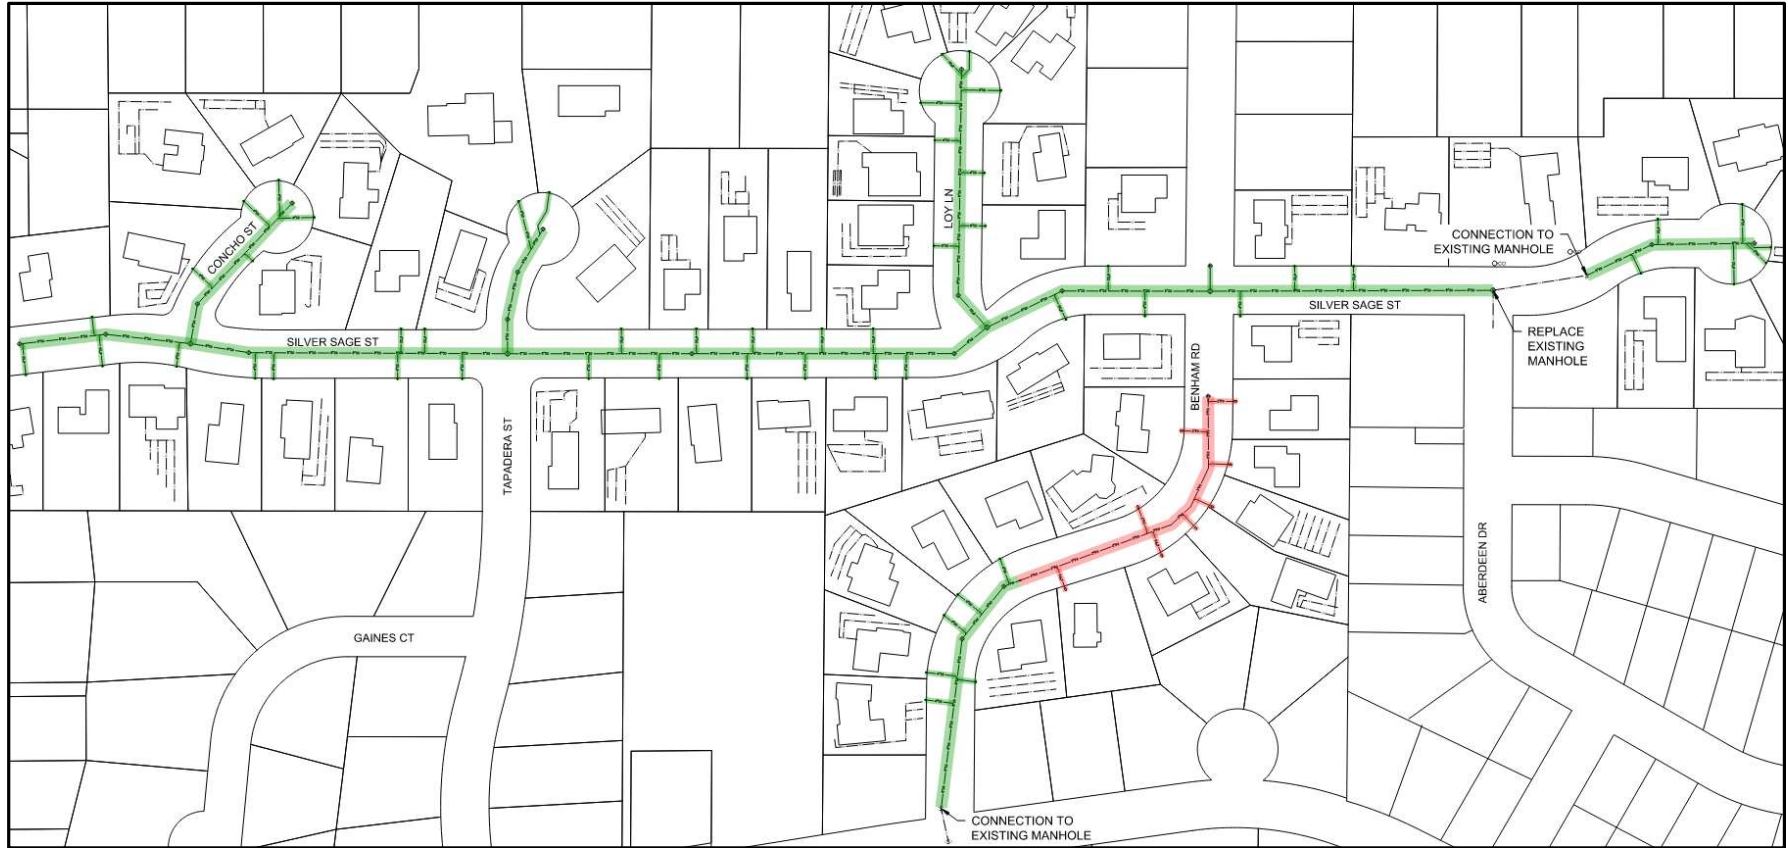 CONCHO ST
LOY LN
CONNECTION TO
EXISTING MANHOLE
SILVER SAGE ST
SILVER SAGE ST
REPLACE
EXISTING
MANHOLE
BENHAM RD
TAPADERA ST
ABERDEEN DR
GAINES CT
CONNECTION TO
EXISTING MANHOLE